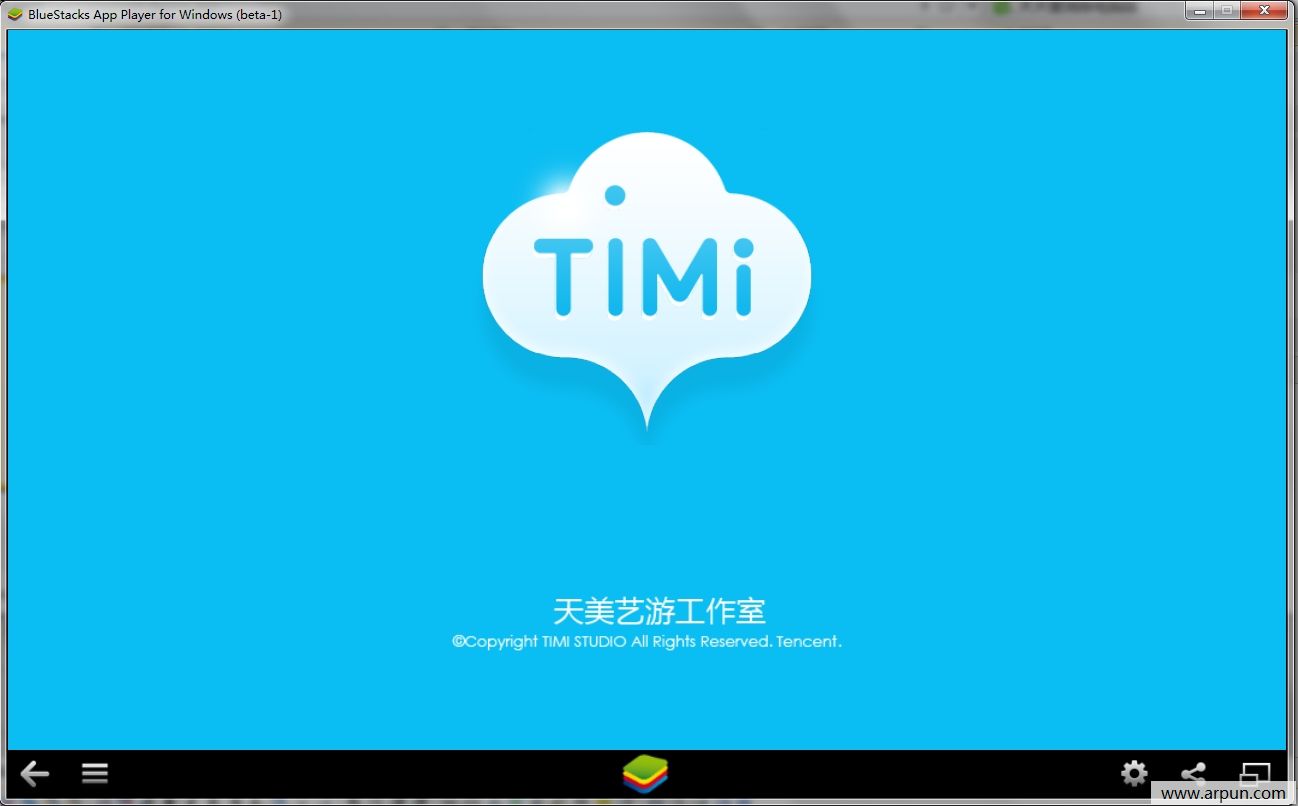 BlueStacks App Player for Windows (beta-1)
TIMi
天美艺游工作室
©Copyright TIMI STUDIO All Rights Reserved. Tencent.
www.arpun.com